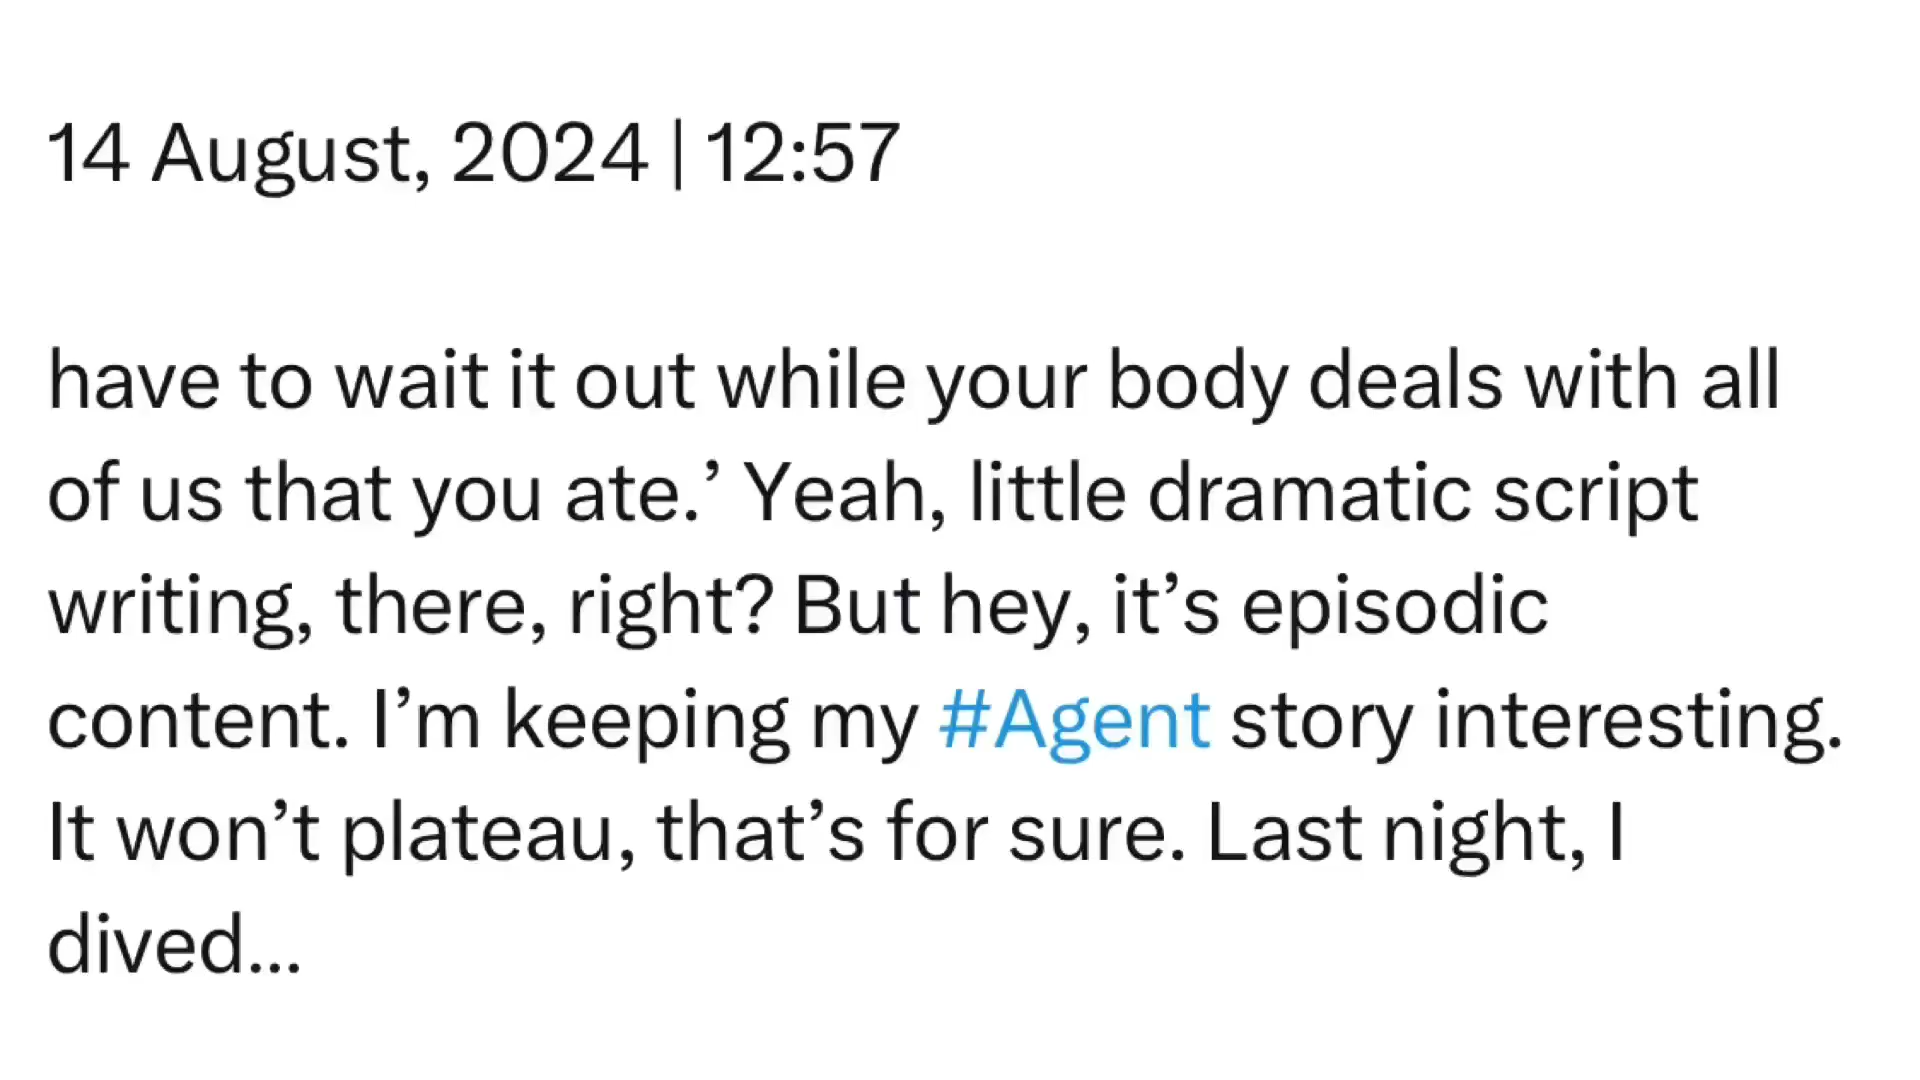 14 August, 2024 | 12:57
have to wait it out while your body deals with all
of us that you ate.’ Yeah, little dramatic script
writing, there, right? But hey, it’s episodic
content. I’m keeping my #Agent story interesting.
It won’t plateau, that’s for sure. Last night, I
dived...